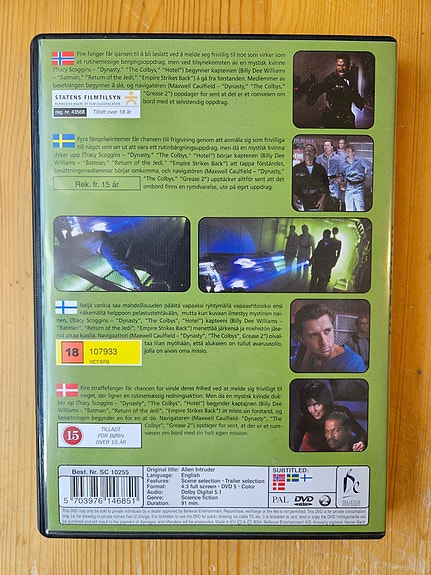 Fire fanger får sjansen til å bli løslatt ved å melde seg frivillig til noe som virker som
et rutinemessige bergningsuppdrag, men ved tilsynekomsten av en mystisk kvinne
(Tracy Scoggins – "Dynasty," "The Colbys", "Hotel") begynner kapteinen (Billy Dee Williams
– "Batman," "Return of the Jedi," "Empire Strikes Back") å gå fra forstanden. Medlemmer av
besetningen begynner å dø, og navigatøren (Maxwell Caulfield – "Dynasty," "The Colbys,"
"Grease 2") oppdager for sent at det er et romvesen om
bord med et selvstendig oppdrag.
STATENS FILMTILSYN
NORWEGIAN BOARD OF FILM CLASSIFICATION
reg. nr. 43568 Tillatt over 18 år
Fyra fängelseinterner får chansen till frigivning genom att anmäla sig som frivilliga
till något som ser ut att vara ett rutinbärgningsuppdrag, men då en mystisk kvinna
dyker upp (Tracy Scoggins – "Dynasty," "The Colbys," "Hotel") börjar kaptenen (Billy Dee
Williams – "Batman," "Return of the Jedi," "Empire Strikes Back") att tappa förståndet,
besättningsmedlemmar börjar omkomma, och navigatören (Maxwell Caulfield – "Dynasty,"
"The Colbys," "Grease 2") upptäcker alltför sent att det
ombord finns en rymdvarelse, ute på eget uppdrag.
Rek. fr. 15 år
Neljä vankia saa mahdollisuuden päästä vapaaksi ryhtymällä vapaaehtoisiksi ensi
näkemältä helppoon pelastustehtävään, mutta kun kuvaan ilmestyy mystinen nai-
nen, (Tracy Scoggins – "Dynasty", "The Colbys", "Hotel") kapteeni (Billy Dee Williams –
"Batman", "Return of the Jedi," "Empire Strikes Back") menettää järkensä ja miehistön jäse-
niä alkaa kuolla. Navigaattori (Maxwell Caulfield – "Dynasty", "The Colbys", Grease 2") oival-
taa liian myöhään, että alukseen on tullut avaruusolio,
jolla on aivan oma missio.
18 107933
VET/SFB
Fire straffefanger får chancen for at vinde deres frihed ved at melde sig frivilligt til
noget, der ligner en rutinemæssig redningsaktion. Men da en mystisk kvinde duk-
ker op (Tracy Scoggins – "Dynasty," "The Colbys," "Hotel") begynder kaptajnen (Billy Dee
Williams – "Batman," "Return of the Jedi," "Empire Strikes Back") at miste sin forstand, og
besetningen begynder en for en at dø. Navigatøren (Maxwell Caulfield – "Dynasty," "The
Colbys," "Grease 2") opdager for sent, at der er et rum-
væsen om bord med sin helt egen mission.
15 TILLADT
FOR BØRN
OVER 15 ÅR
Best. Nr. SC 10255
5 703976 146851
Original title: Alien Intruder
Language: English
Features: Scene selection · Trailer selection
Format: 4:3 full screen · DVD 5 · Color
Audio: Dolby Digital 5.1
Genre: Science fiction
Duration: 91 min.
SUBTITLED:
PAL DVD
BELLEVUE